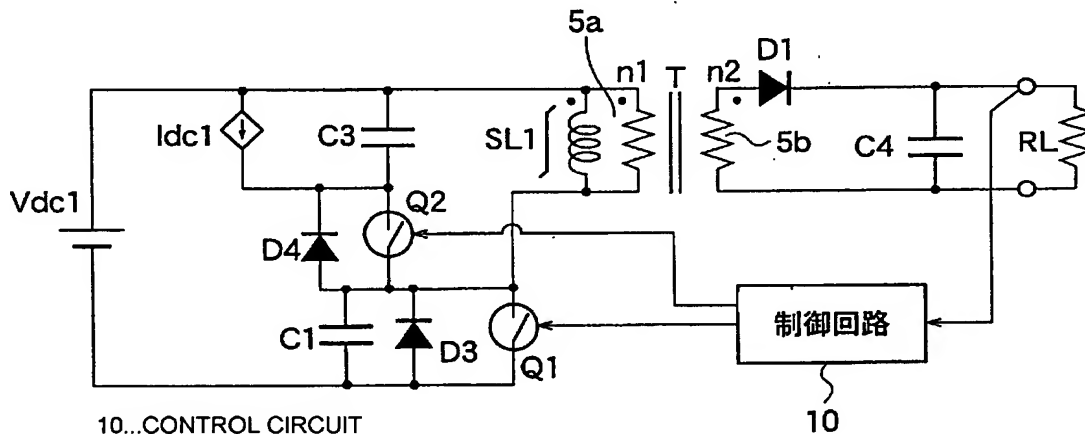 5a
D1
n1 T n2
Idc1
C3
SL1
5b
C4
RL
Vdc1
Q2
D4
C1
D3
Q1
制御回路
10
10...CONTROL CIRCUIT